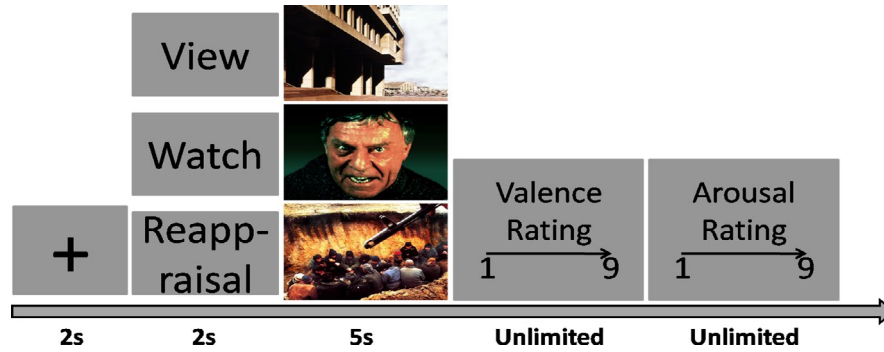 View
Watch
+
Reapp-
raisal
Valence
Rating
1 9
Arousal
Rating
1 9
2s 2s 5s Unlimited Unlimited